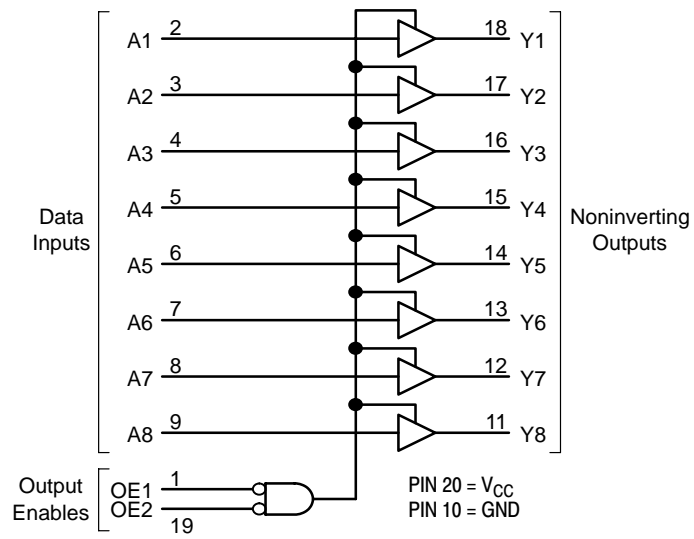 A1 2 18 Y1
A2 3 17 Y2
A3 4 16 Y3
A4 5 15 Y4
Data
Inputs
Noninverting
Outputs
A5 6 14 Y5
A6 7 13 Y6
A7 8 12 Y7
A8 9 11 Y8
Output
Enables
OE1 1
OE2 19
PIN 20 = VCC
PIN 10 = GND